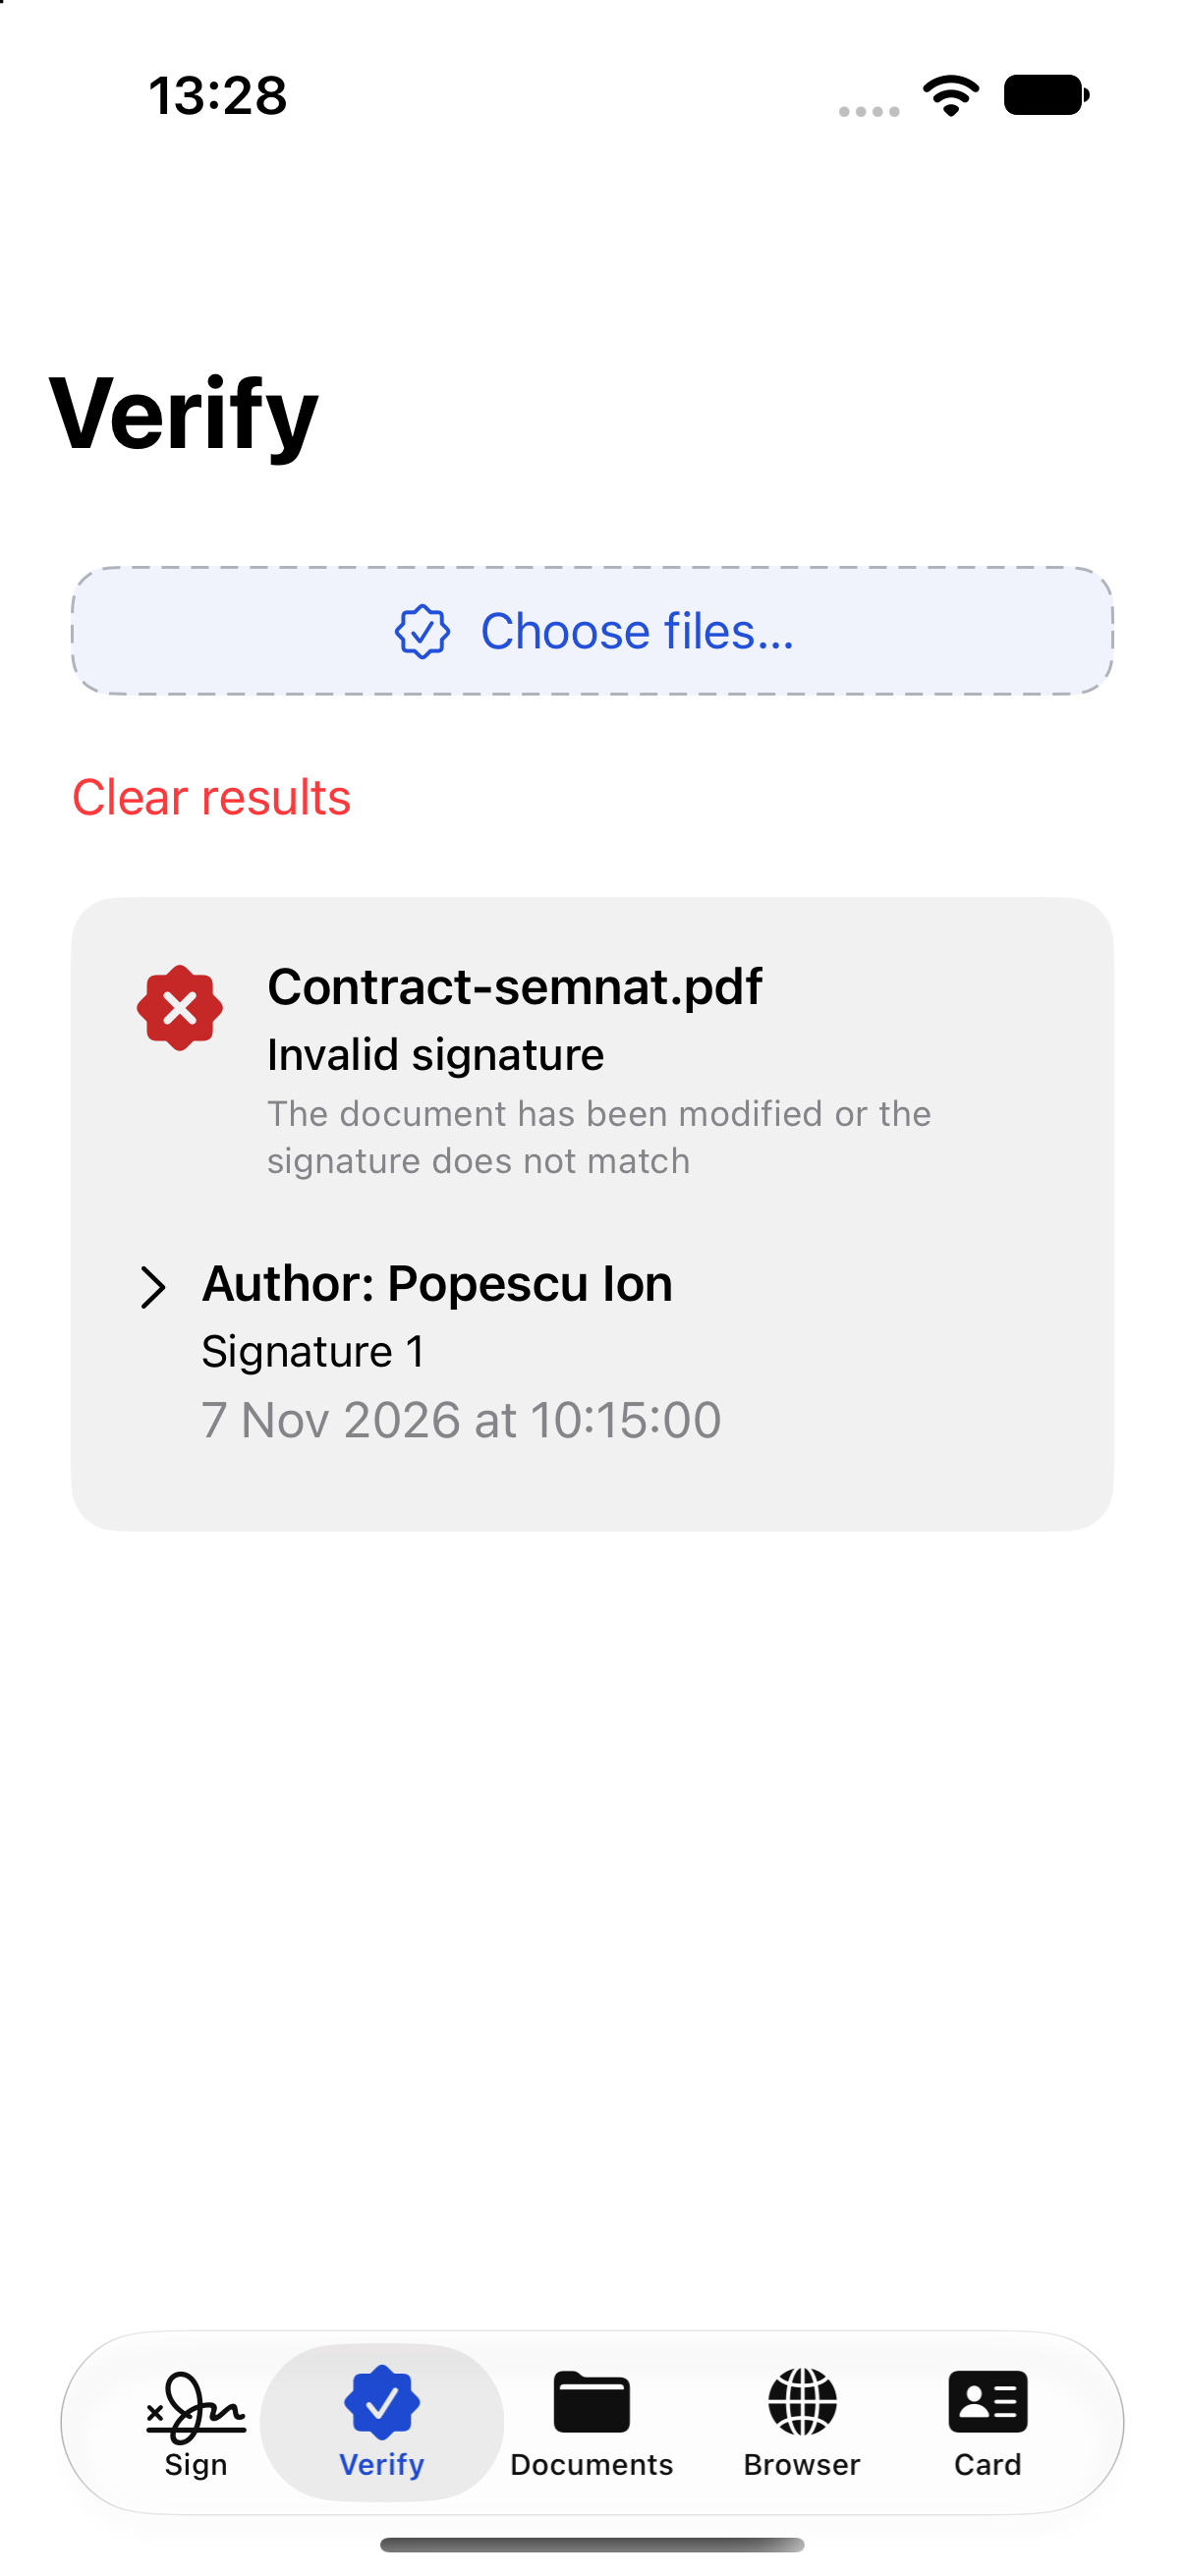 13:28
Verify
Choose files...
Clear results
Contract-semnat.pdf
Invalid signature
The document has been modified or the
signature does not match
Author: Popescu Ion
Signature 1
7 Nov 2026 at 10:15:00
Sign
Verify
Documents
Browser
Card